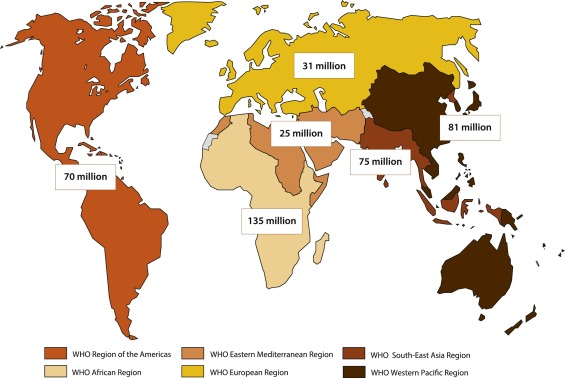 31 million
25 million
81 million
75 million
70 million
135 million
WHO Region of the Americas
WHO Eastern Mediterranean Region
WHO South-East Asia Region
WHO African Region
WHO European Region
WHO Western Pacific Region